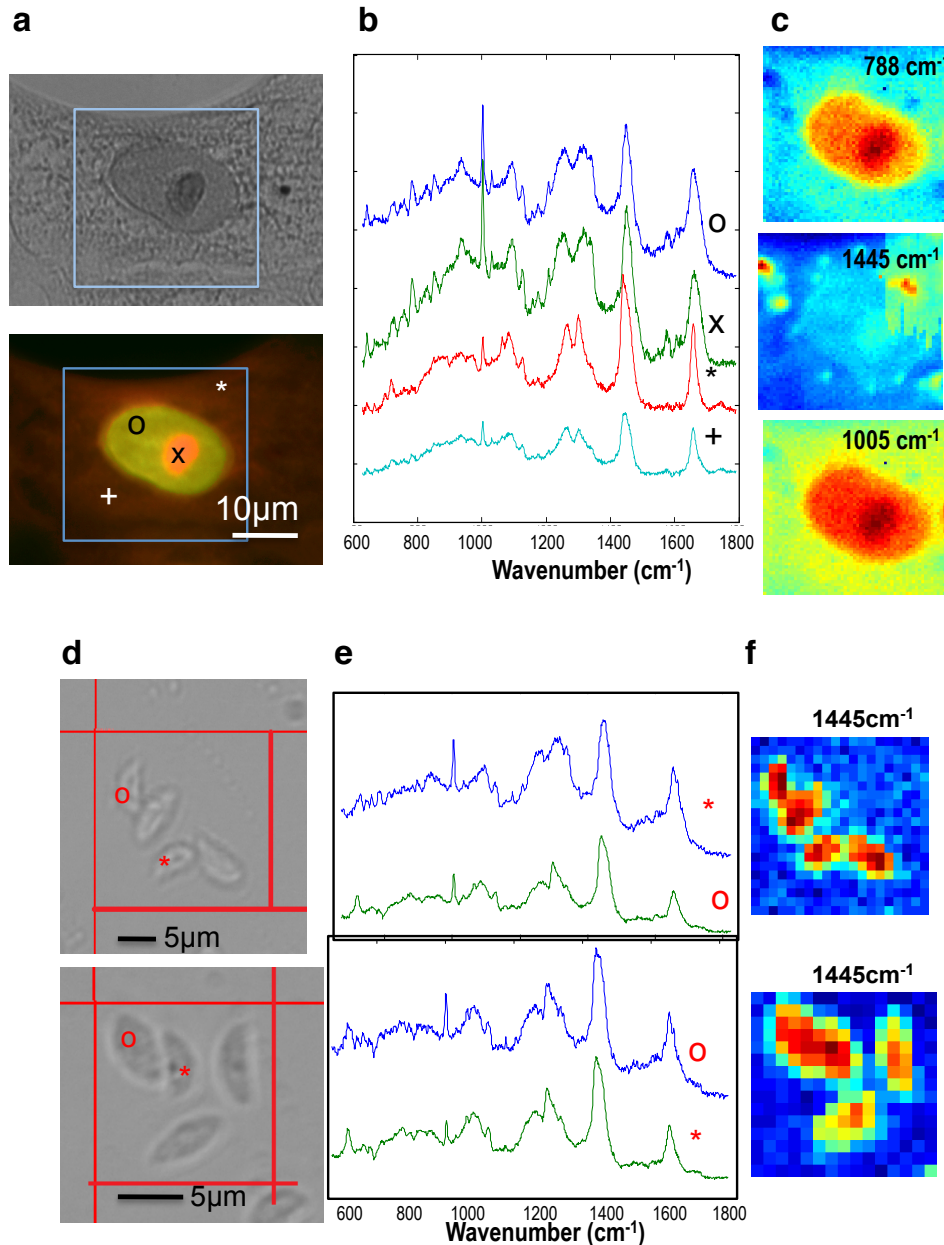 a
b
c
788 cm-1
O
X
*
+
O
X
*
+
10µm
1445 cm-1
1005 cm-1
600 800 1000 1200 1400 1600 1800
Wavenumber (cm-1)
d
e
f
1445cm-1
O
*
5µm
*
O
1445cm-1
O
*
5µm
O
*
600 800 1000 1200 1400 1600 1800
Wavenumber (cm-1)